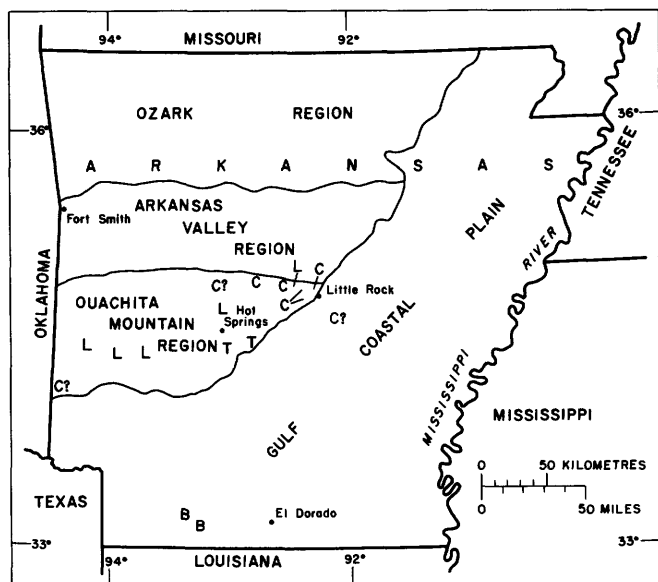 94° 92°
MISSOURI
36° 36°
OZARK REGION
A R K A N S A S
TENNESSEE
Fort Smith
ARKANSAS
VALLEY
REGION
PLAIN
RIVER
OKLAHOMA
L C
C? C C
OUACHITA
L Hot
Springs
C
Little Rock
C?
MOUNTAIN
REGION T T
L L L
COASTAL
C?
MISSISSIPPI
MISSISSIPPI
GULF
0 50 KILOMETRES
0 50 MILES
TEXAS
B
B
El Dorado
33° 33°
LOUISIANA
94° 92°